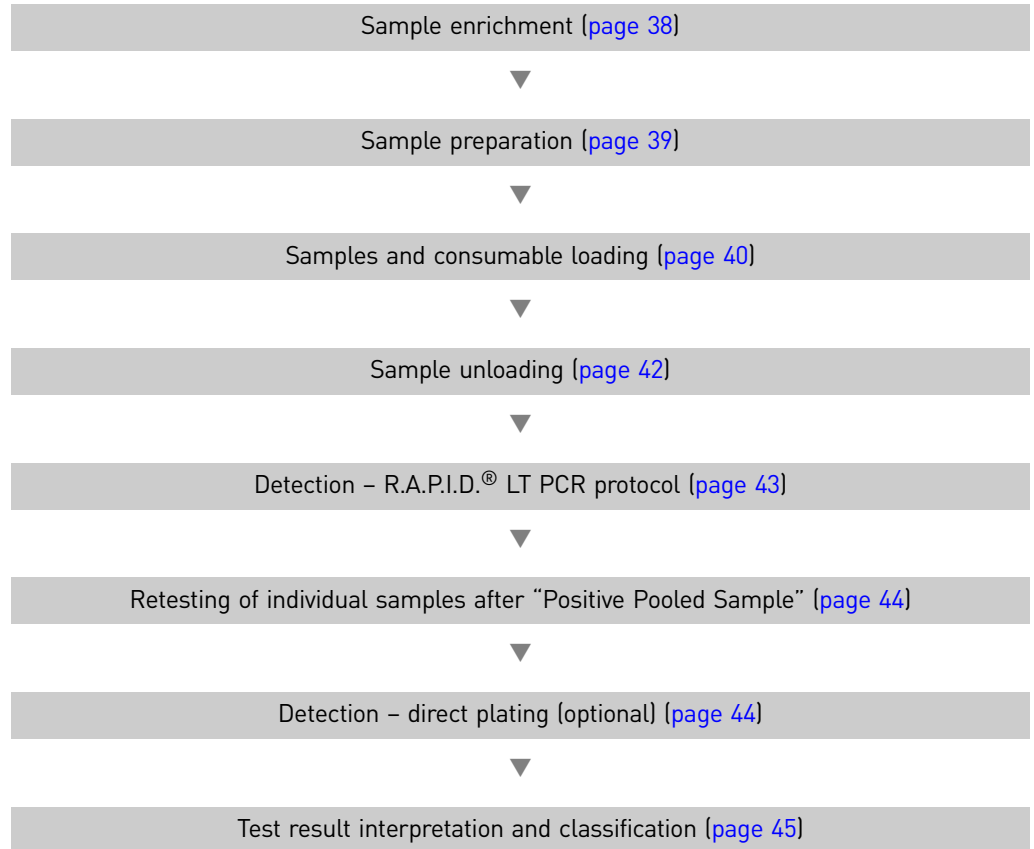 Sample enrichment (page 38)
Sample preparation (page 39)
Samples and consumable loading (page 40)
Sample unloading (page 42)
Detection – R.A.P.I.D.® LT PCR protocol (page 43)
Retesting of individual samples after “Positive Pooled Sample” (page 44)
Detection – direct plating (optional) (page 44)
Test result interpretation and classification (page 45)